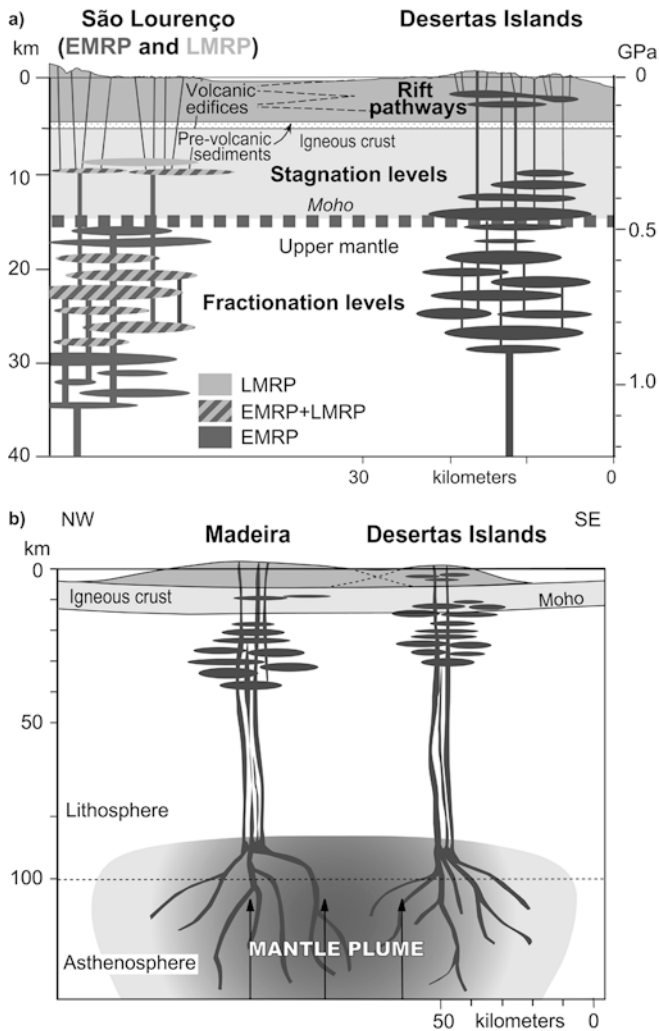 a)
São Lourenço
(EMRP and LMRP)
Desertas Islands
km
GPa
0
10
20
30
40
0
0.5
1.0
Volcanic
edifices
Rift
pathways
Pre-volcanic
sediments
Igneous crust
Stagnation levels
Moho
Upper mantle
Fractionation levels
LMRP
EMRP+LMRP
EMRP
30
kilometers
0
b)
NW
SE
Madeira
Desertas Islands
km
0
50
100
Igneous crust
Moho
Lithosphere
MANTLE PLUME
Asthenosphere
50
kilometers
0